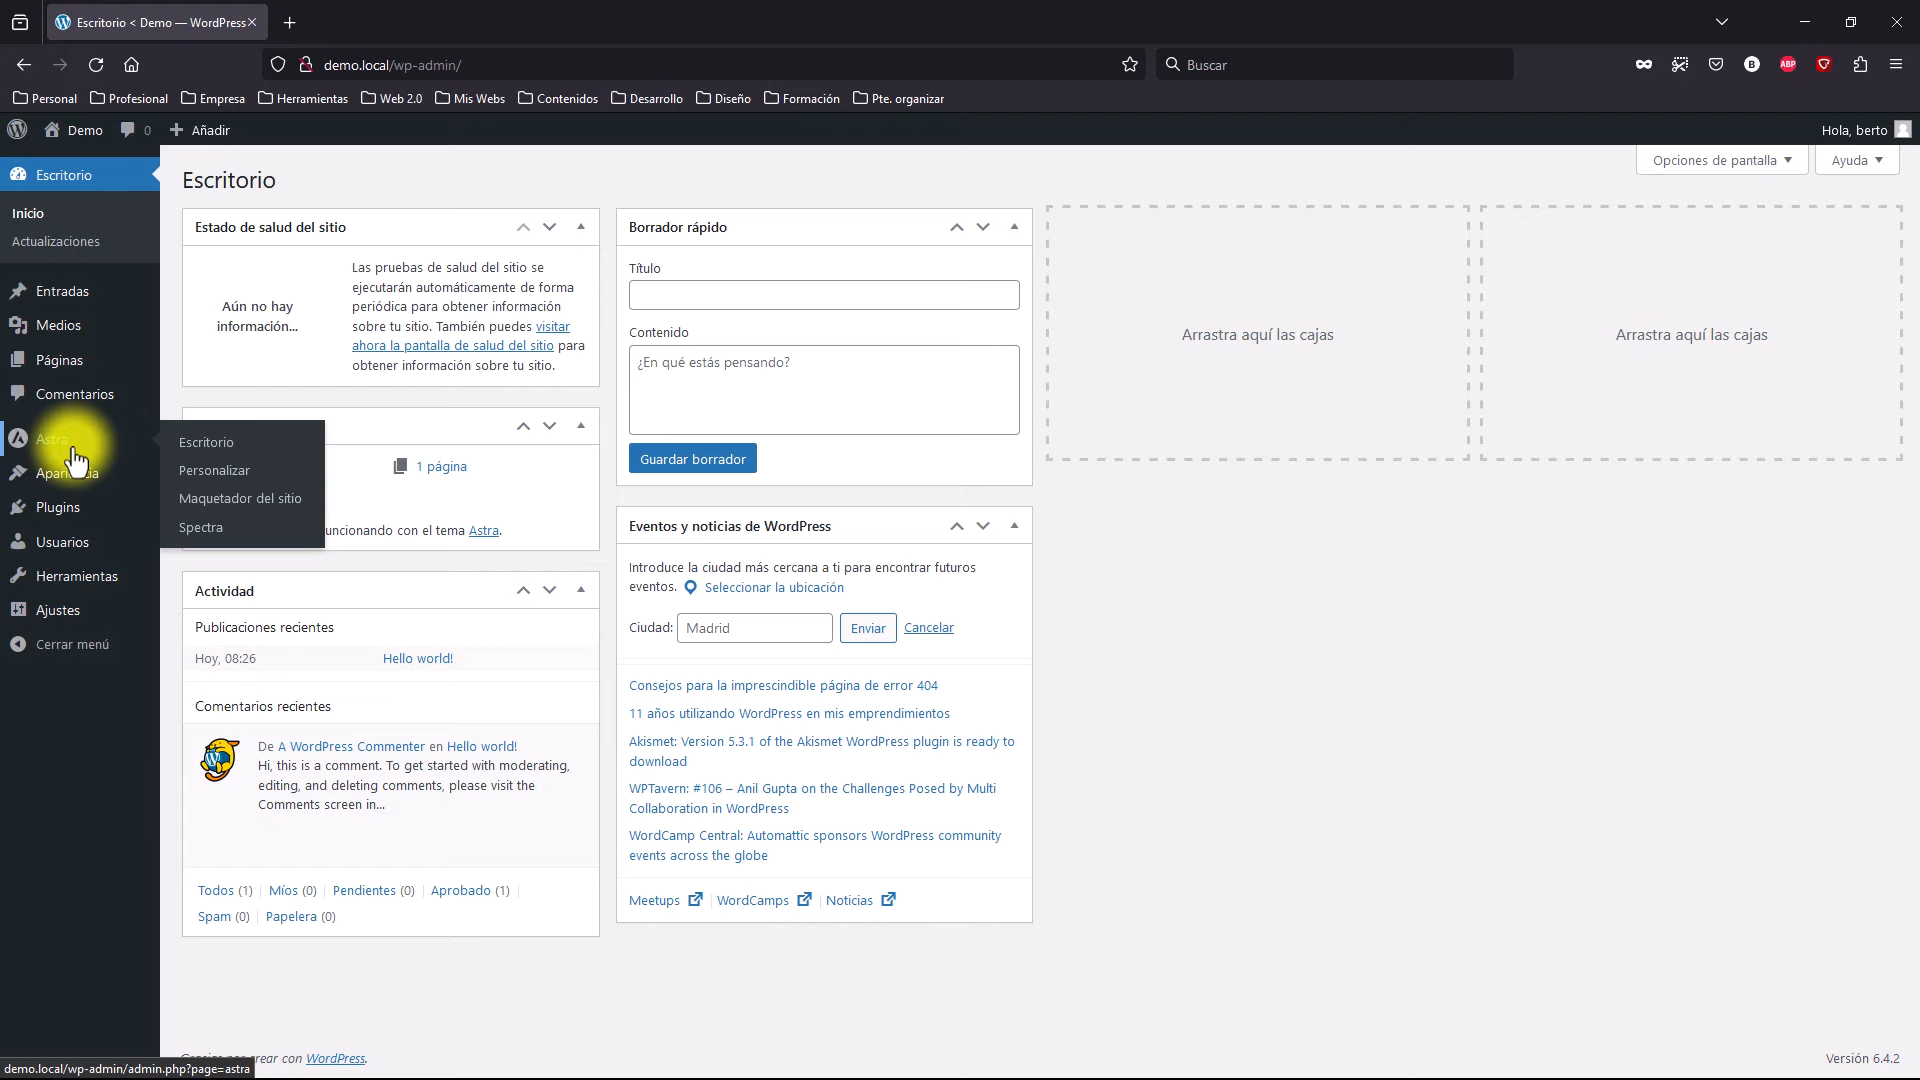 Escritorio < Demo — WordPress
demo.local/wp-admin/
Buscar
Personal
Profesional
Empresa
Herramientas
Web 2.0
Mis Webs
Contenidos
Desarrollo
Diseño
Formación
Pte. organizar
Demo
0
Añadir
Hola, berto
Escritorio
Inicio
Actualizaciones
Entradas
Medios
Páginas
Comentarios
Astra
Apariencia
Plugins
Usuarios
Herramientas
Ajustes
Cerrar menú
Escritorio
Personalizar
Maquetador del sitio
Spectra
Opciones de pantalla
Ayuda
Escritorio
Estado de salud del sitio
Aún no hay
información...
Las pruebas de salud del sitio se
ejecutarán automáticamente de forma
periódica para obtener información
sobre tu sitio. También puedes visitar
ahora la pantalla de salud del sitio para
obtener información sobre tu sitio.
1 página
uncionando con el tema Astra.
Actividad
Publicaciones recientes
Hoy, 08:26
Hello world!
Comentarios recientes
De A WordPress Commenter en Hello world!
Hi, this is a comment. To get started with moderating,
editing, and deleting comments, please visit the
Comments screen in...
Todos (1) | Míos (0) | Pendientes (0) | Aprobado (1) |
Spam (0) | Papelera (0)
Borrador rápido
Título
Contenido
¿En qué estás pensando?
Guardar borrador
Eventos y noticias de WordPress
Introduce la ciudad más cercana a ti para encontrar futuros
eventos. Seleccionar la ubicación
Ciudad: Madrid Enviar Cancelar
Consejos para la imprescindible página de error 404
11 años utilizando WordPress en mis emprendimientos
Akismet: Version 5.3.1 of the Akismet WordPress plugin is ready to
download
WPTavern: #106 – Anil Gupta on the Challenges Posed by Multi
Collaboration in WordPress
WordCamp Central: Automattic sponsors WordPress community
events across the globe
Meetups | WordCamps | Noticias
Arrastra aquí las cajas
Arrastra aquí las cajas
crear con WordPress.
Versión 6.4.2
demo.local/wp-admin/admin.php?page=astra